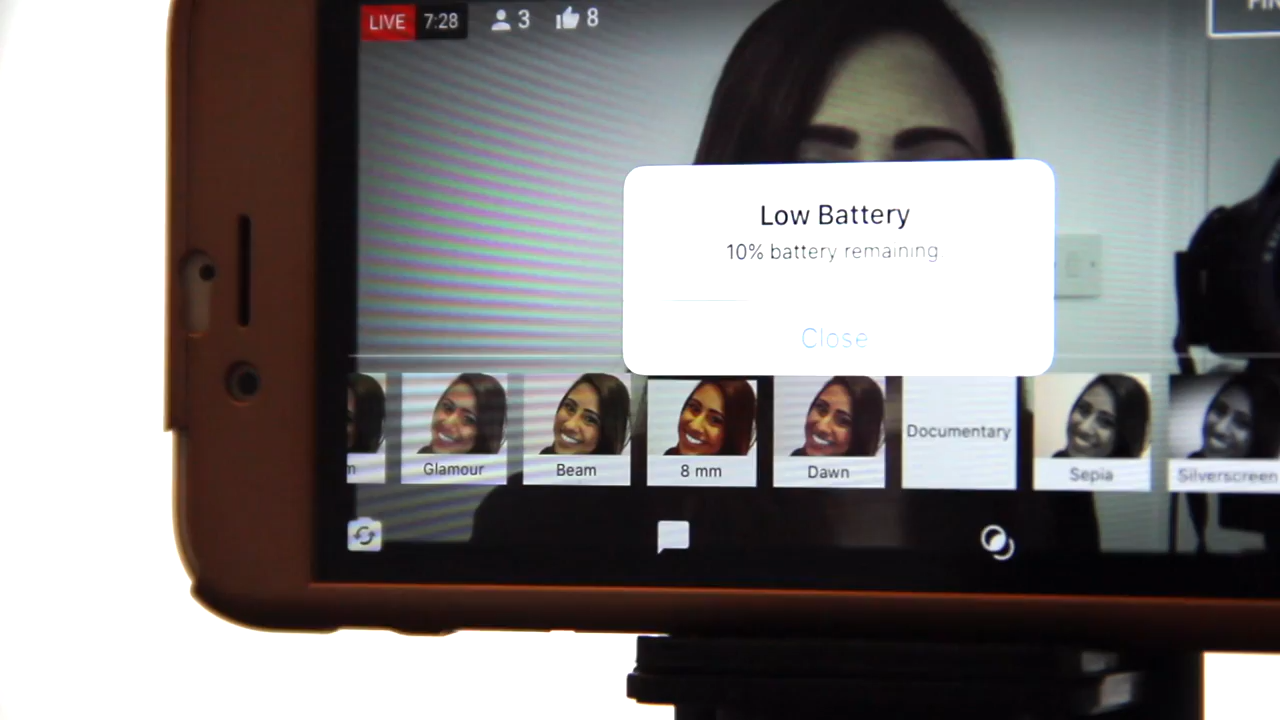 LIVE 7:28 3 8
Low Battery
10% battery remaining
Close
m Glamour Beam 8 mm Dawn Documentary Sepia Silverscreen